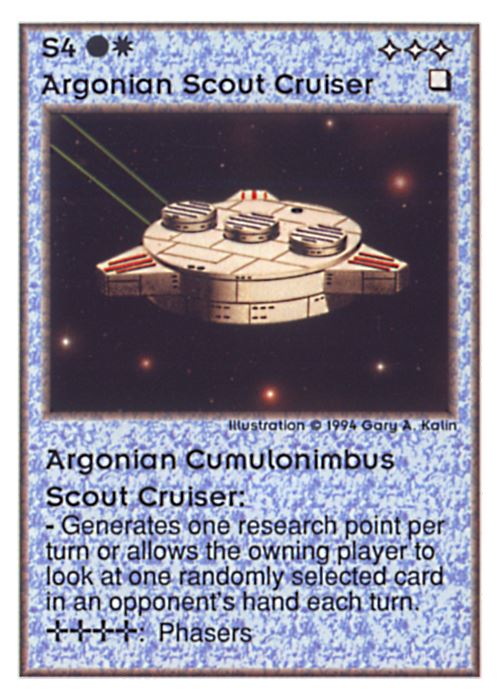 S4
Argonian Scout Cruiser
Illustration © 1994 Gary A. Kalin
Argonian Cumulonimbus
Scout Cruiser:
- Generates one research point per
turn or allows the owning player to
look at one randomly selected card
in an opponent's hand each turn.
✛✛✛✛: Phasers